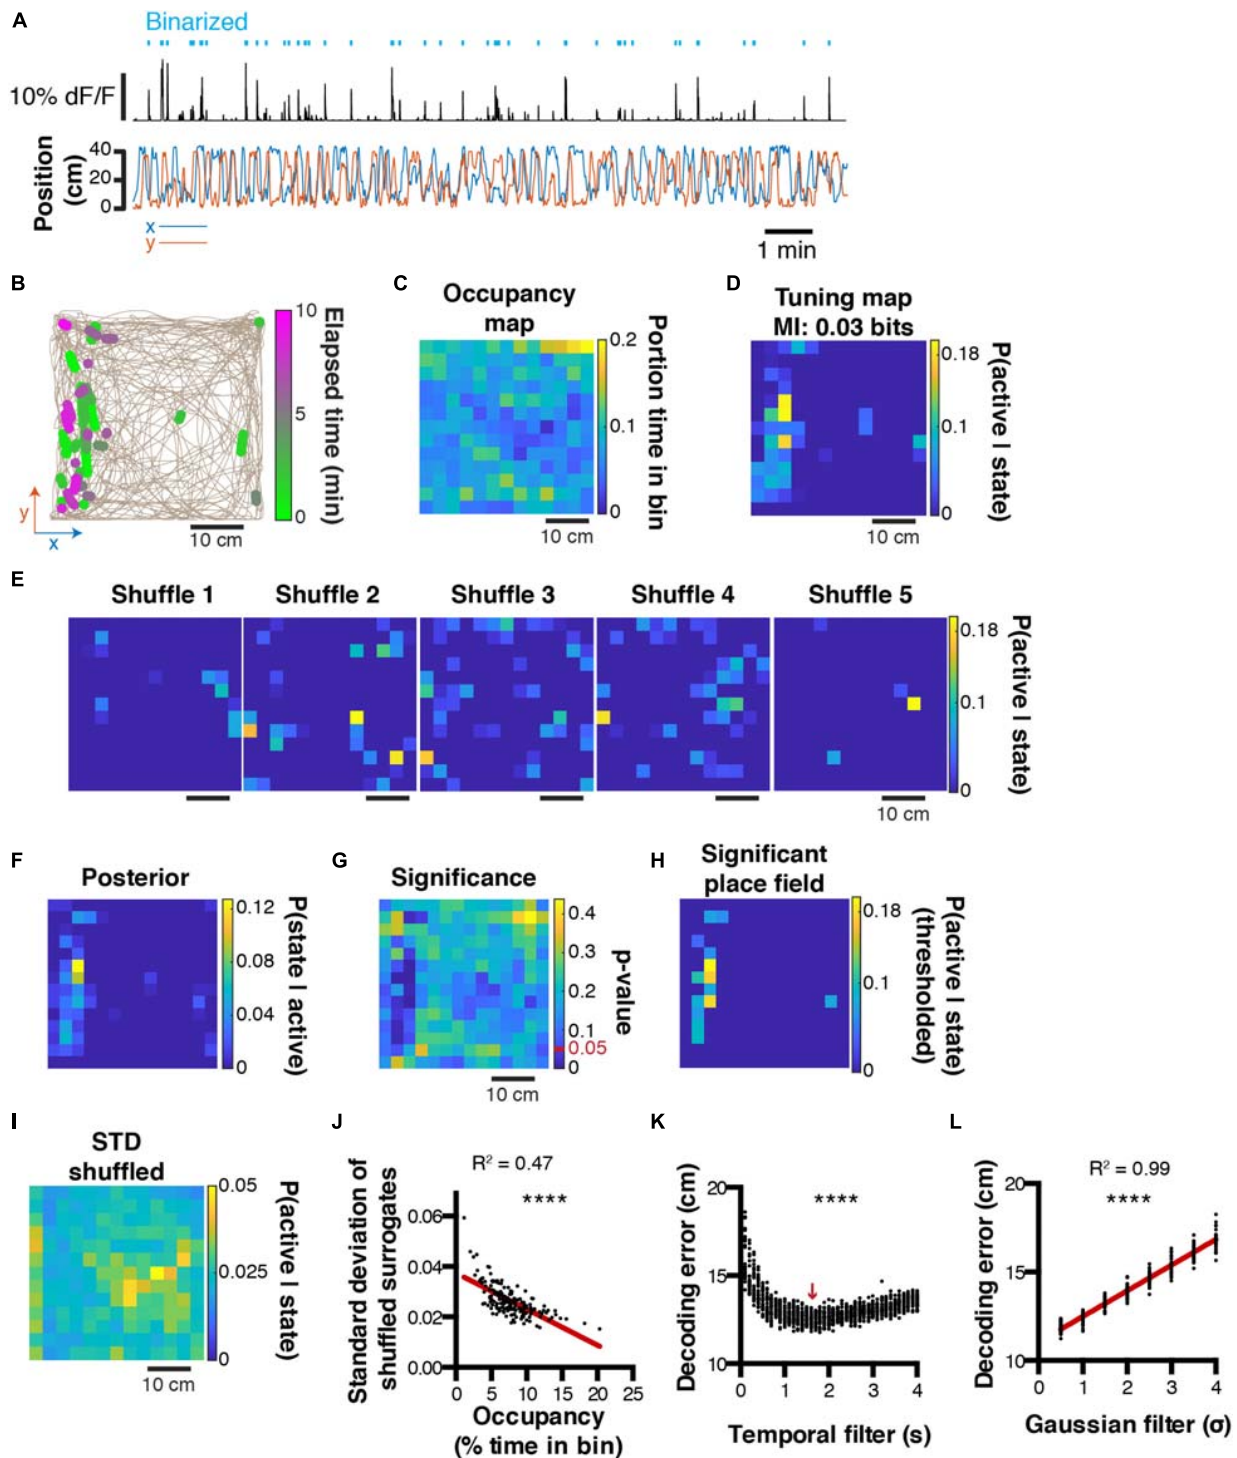 A
Binarized
10% dF/F
Position
(cm)
40
20
0
x
y
1 min
B
10
5
0
Elapsed time (min)
y
x
10 cm
C
Occupancy
map
0.2
0.1
0
Portion time in bin
10 cm
D
Tuning map
MI: 0.03 bits
0.18
0.1
0
P(active I state)
10 cm
E
Shuffle 1
Shuffle 2
Shuffle 3
Shuffle 4
Shuffle 5
0.18
0.1
0
P(active I state)
10 cm
F
Posterior
0.12
0.08
0.04
0
P(state I active)
G
Significance
0.4
0.3
0.2
0.1
0.05
0
p-value
10 cm
H
Significant
place field
0.18
0.1
0
P(active I state)
(thresholded)
I
STD
shuffled
0.05
0.025
0
P(active I state)
10 cm
J
R² = 0.47
****
Standard deviation of
shuffled surrogates
0.06
0.04
0.02
0.00
0 5 10 15 20 25
Occupancy
(% time in bin)
K
****
Decoding error (cm)
20
15
10
0 1 2 3 4
Temporal filter (s)
L
R² = 0.99
****
Decoding error (cm)
20
15
10
0 1 2 3 4
Gaussian filter (σ)